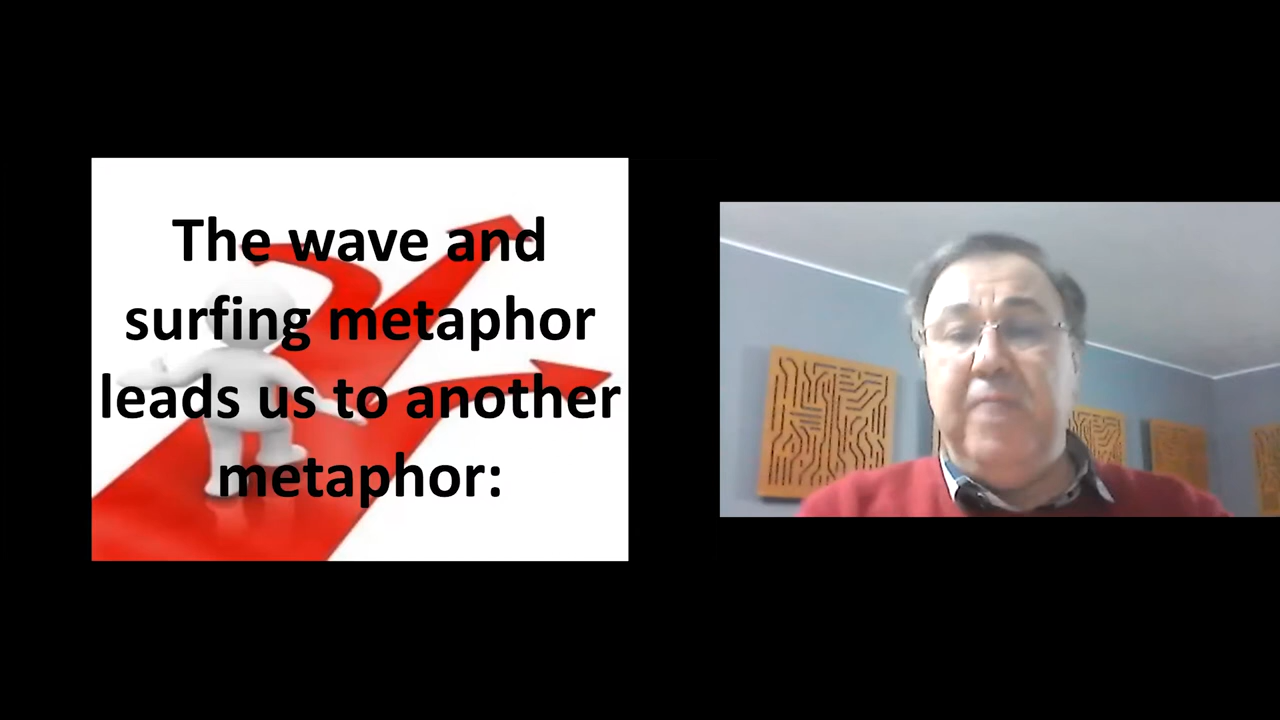 The wave and
surfing metaphor
leads us to another
metaphor: